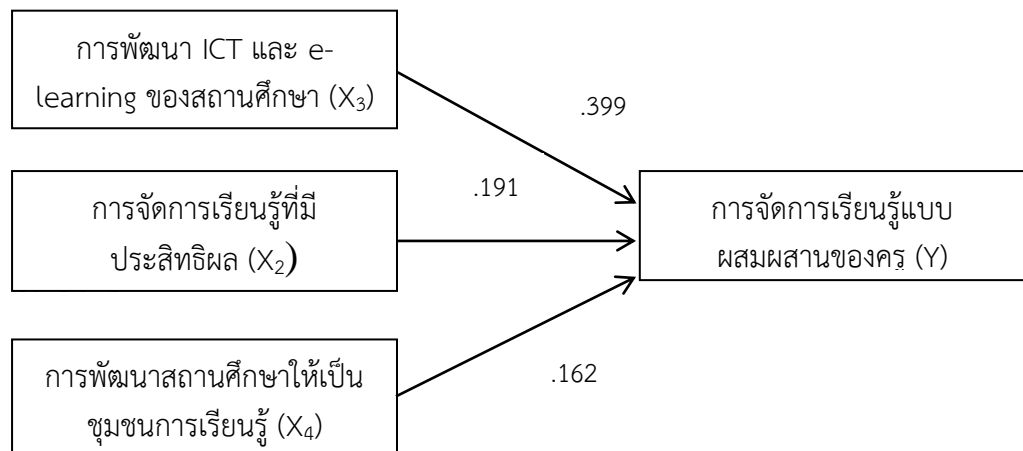 การพัฒนา ICT และ e-
learning ของสถานศึกษา (X₃)
.399
.191
การจัดการเรียนรู้ที่มี
ประสิทธิผล (X₂)
การจัดการเรียนรู้แบบ
ผสมผสานของครู (Y)
การพัฒนาสถานศึกษาให้เป็น
ชุมชนการเรียนรู้ (X₄)
.162